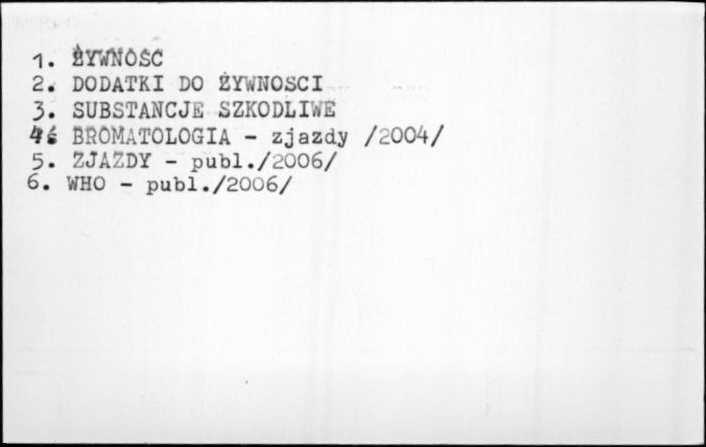 1. ŻYWNOŚĆ
2. DODATKI DO ŻYWNOSCI
3. SUBSTANCJE SZKODLIWE
4. BROMATOLOGIA - zjazdy /2004/
5. ZJAZDY - publ./2006/
6. WHO - publ./2006/